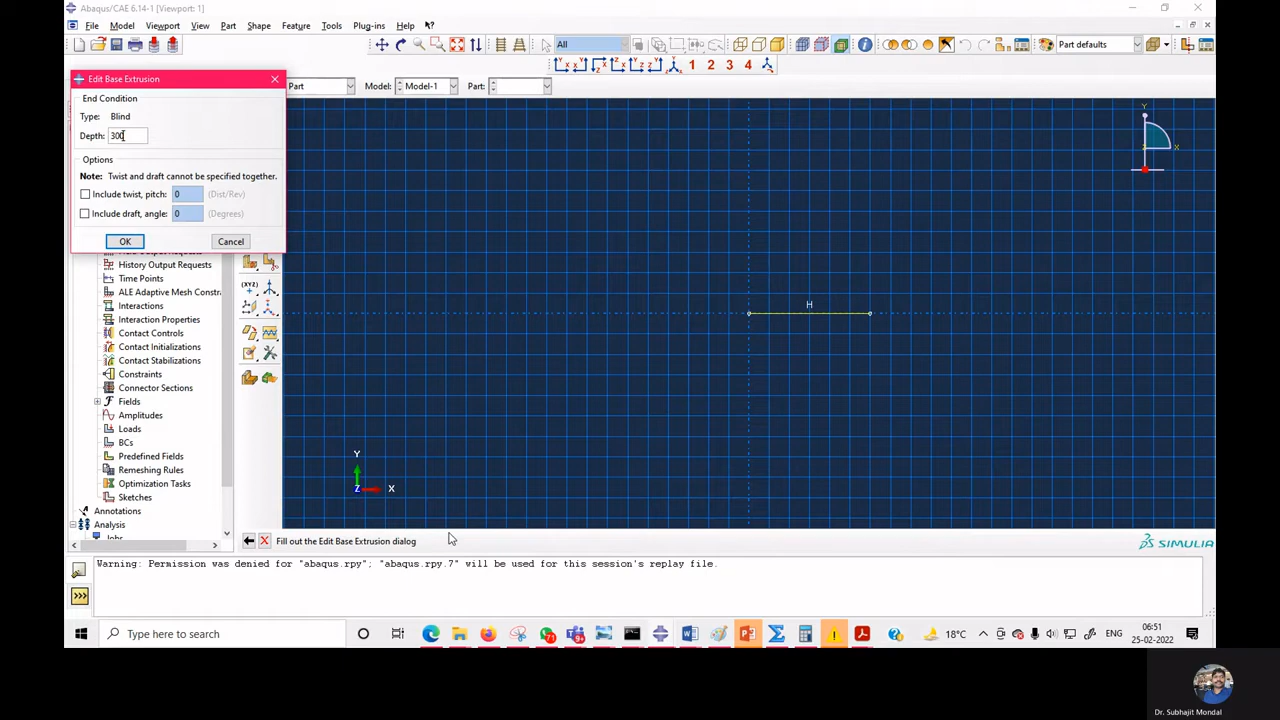 Abaqus/CAE 6.14-1 [Viewport: 1]
File Model Viewport View Part Shape Feature Tools Plug-ins Help
All
Part defaults
1 2 3 4
Part Model: Model-1 Part:
Edit Base Extrusion
End Condition
Type: Blind
Depth: 300
Options
Note: Twist and draft cannot be specified together.
Include twist, pitch: 0 (Dist/Rev)
Include draft, angle: 0 (Degrees)
OK Cancel
History Output Requests
Time Points
ALE Adaptive Mesh Constra
Interactions
Interaction Properties
Contact Controls
Contact Initializations
Contact Stabilizations
Constraints
Connector Sections
Fields
Amplitudes
Loads
BCs
Predefined Fields
Remeshing Rules
Optimization Tasks
Sketches
Annotations
Analysis
(XYZ)
H
Y
X
Y
Z X
Fill out the Edit Base Extrusion dialog
SIMULIA
Warning: Permission was denied for "abaqus.rpy"; "abaqus.rpy.7" will be used for this session's replay file.
>>>
Type here to search
18°C
ENG
06:51
25-02-2022
Dr. Subhajit Mondal